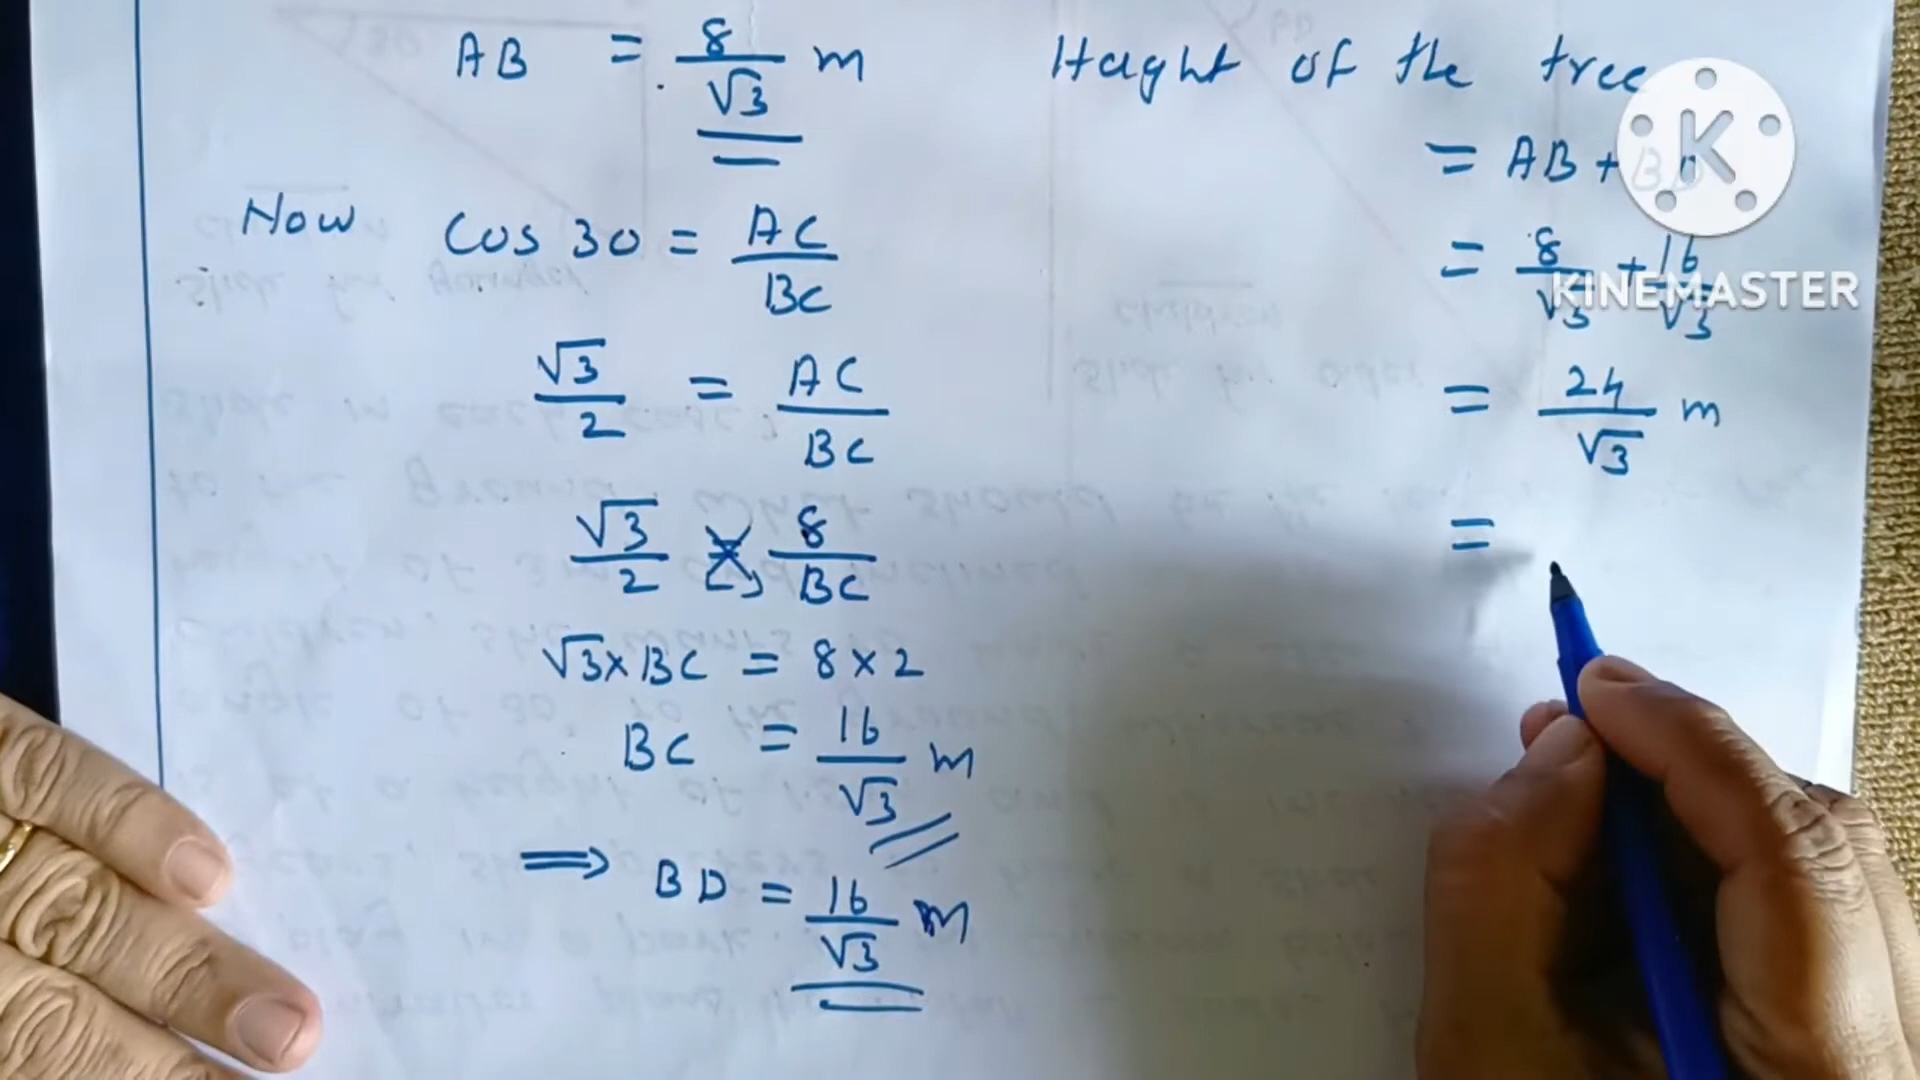 AB = 8/√3 m
Now Cos 30 = AC/BC
√3/2 = AC/BC
√3/2 = 8/BC
√3 × BC = 8 × 2
BC = 16/√3 m
⟹ BD = 16/√3 m
Height of the tree
= AB + BD
= 8/√3 + 16/√3
= 24/√3 m
=
K
KINEMASTER